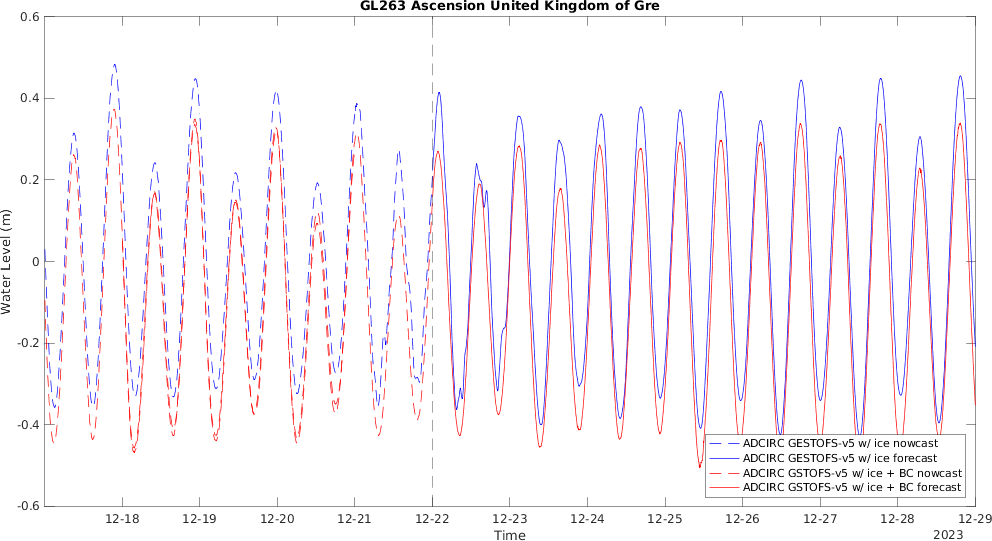 GL263 Ascension United Kingdom of Gre
0.6
0.4
0.2
0
-0.2
-0.4
-0.6
Water Level (m)
ADCIRC GESTOFS-v5 w/ ice nowcast
ADCIRC GESTOFS-v5 w/ ice forecast
ADCIRC GSTOFS-v5 w/ ice + BC nowcast
ADCIRC GSTOFS-v5 w/ ice + BC forecast
12-18 12-19 12-20 12-21 12-22 12-23 12-24 12-25 12-26 12-27 12-28 12-29
Time
2023